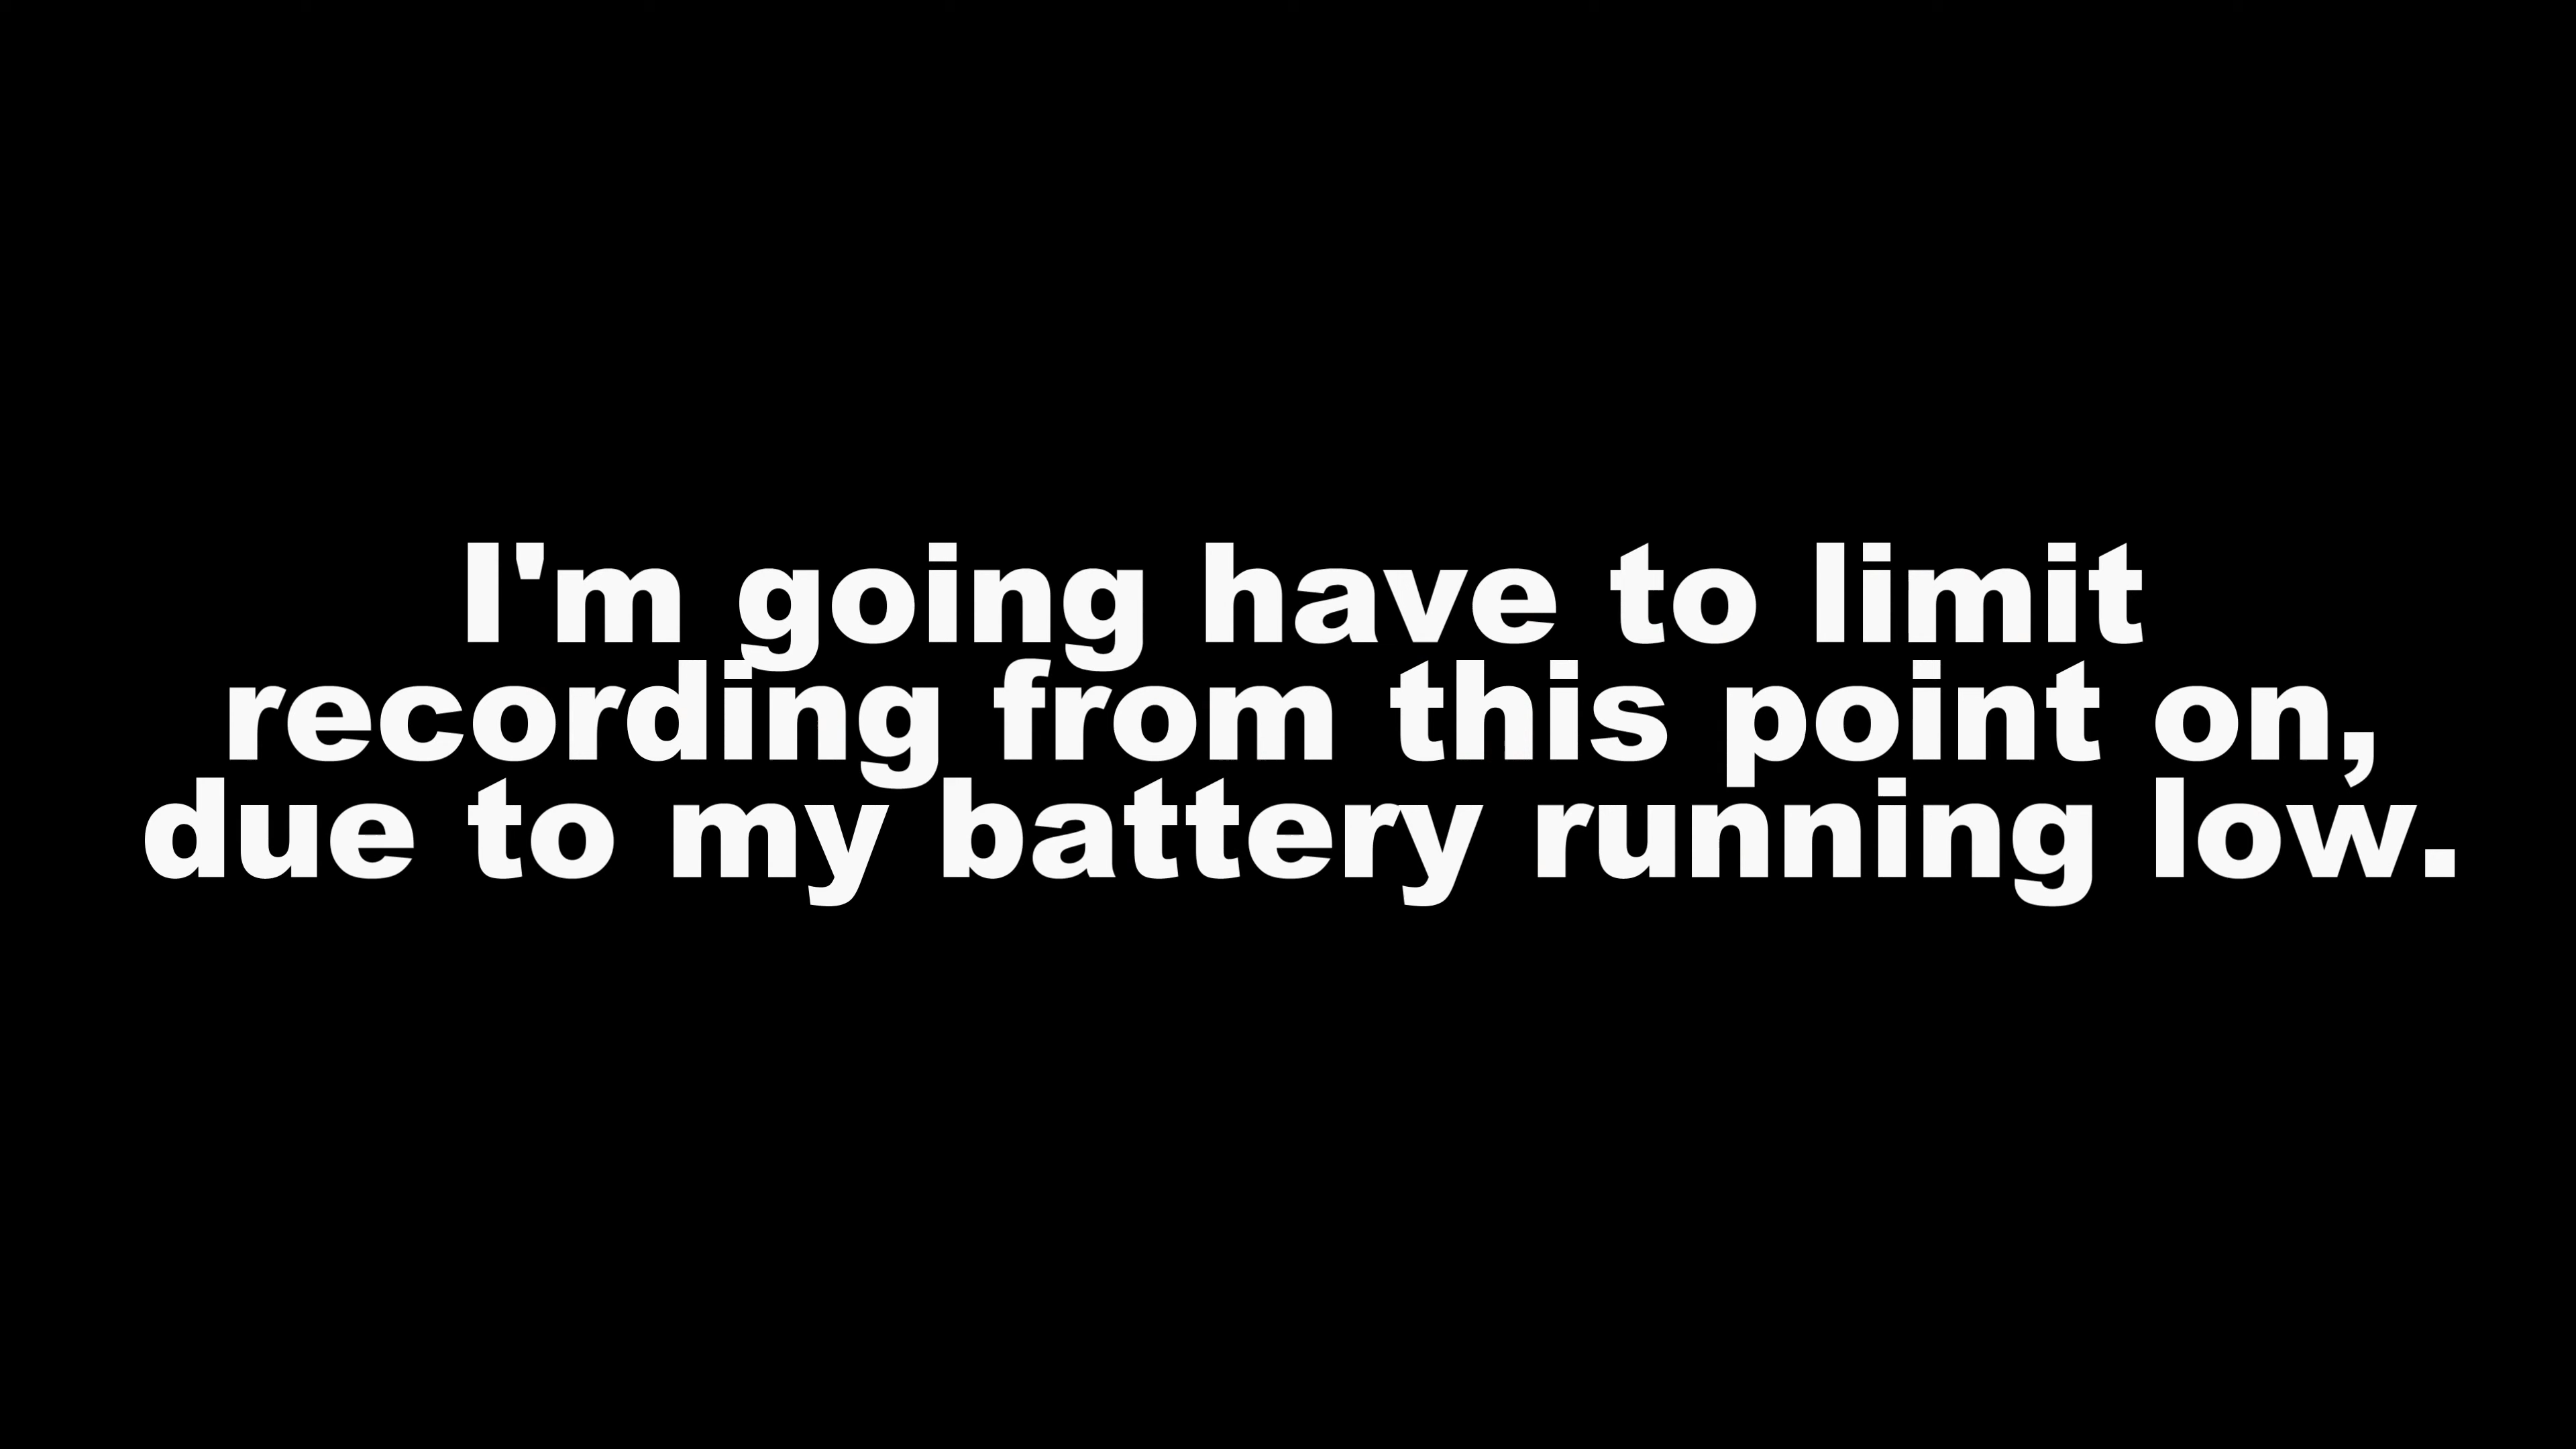 I'm going have to limit
recording from this point on,
due to my battery running low.